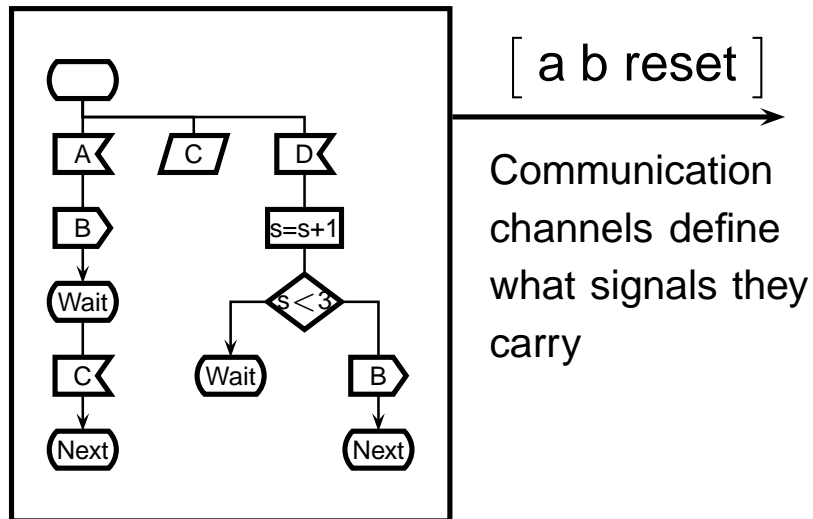 [ a b reset ]
A C D
B s=s+1
Wait s<3
C Wait B
Next Next
Communication
channels define
what signals they
carry